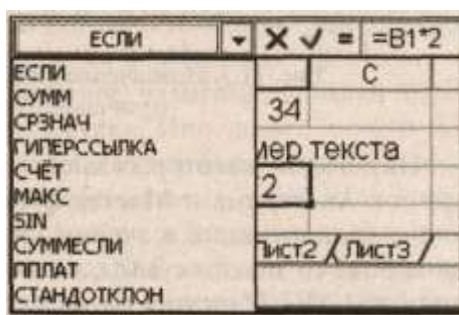 ЕСЛИ = =B1*2
ЕСЛИ C
СУММ 34
СРЗНАЧ
ГИПЕРССЫЛКА мер текста
СЧЁТ
МАКС 2
SIN
СУММЕСЛИ Лист2 / Лист3 /
ППЛАТ
СТАНДОТКЛОН